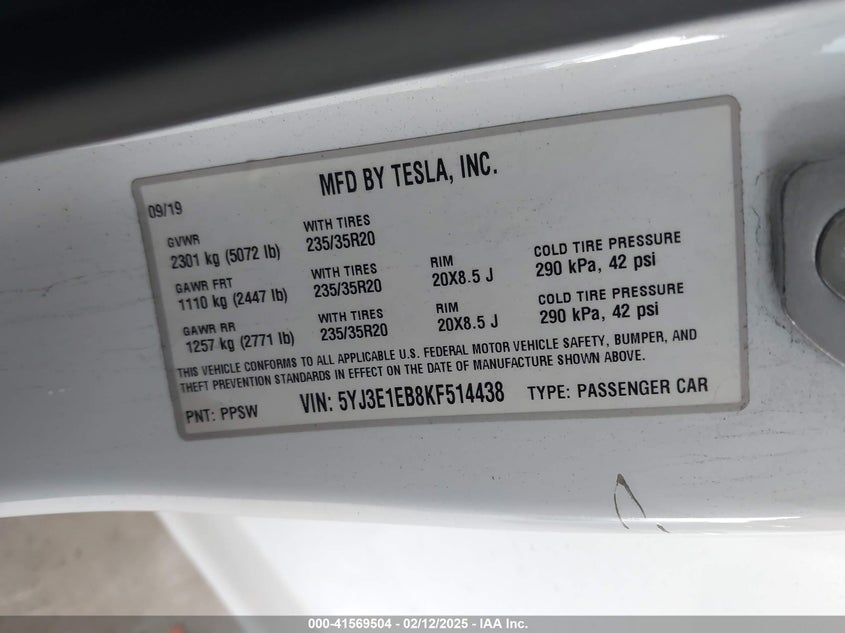 MFD BY TESLA, INC.
09/19
GVWR
2301 kg (5072 lb)
WITH TIRES
235/35R20
GAWR FRT
1110 kg (2447 lb)
WITH TIRES
235/35R20
RIM
20X8.5 J
COLD TIRE PRESSURE
290 kPa, 42 psi
GAWR RR
1257 kg (2771 lb)
WITH TIRES
235/35R20
RIM
20X8.5 J
COLD TIRE PRESSURE
290 kPa, 42 psi
THIS VEHICLE CONFORMS TO ALL APPLICABLE U.S. FEDERAL MOTOR VEHICLE SAFETY, BUMPER, AND
THEFT PREVENTION STANDARDS IN EFFECT ON THE DATE OF MANUFACTURE SHOWN ABOVE.
PNT: PPSW VIN: 5YJ3E1EB8KF514438 TYPE: PASSENGER CAR
000-41569504 - 02/12/2025 - IAA Inc.